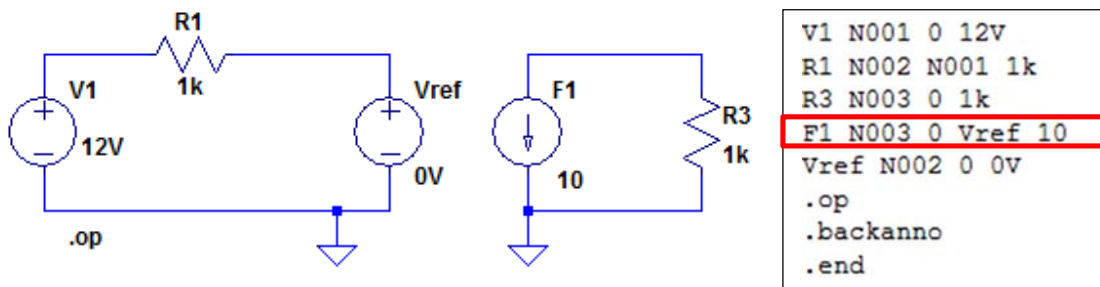 R1
1k
V1
12V
Vref
0V
F1
10
R3
1k
.op
V1 N001 0 12V
R1 N002 N001 1k
R3 N003 0 1k
F1 N003 0 Vref 10
Vref N002 0 0V
.op
.backanno
.end